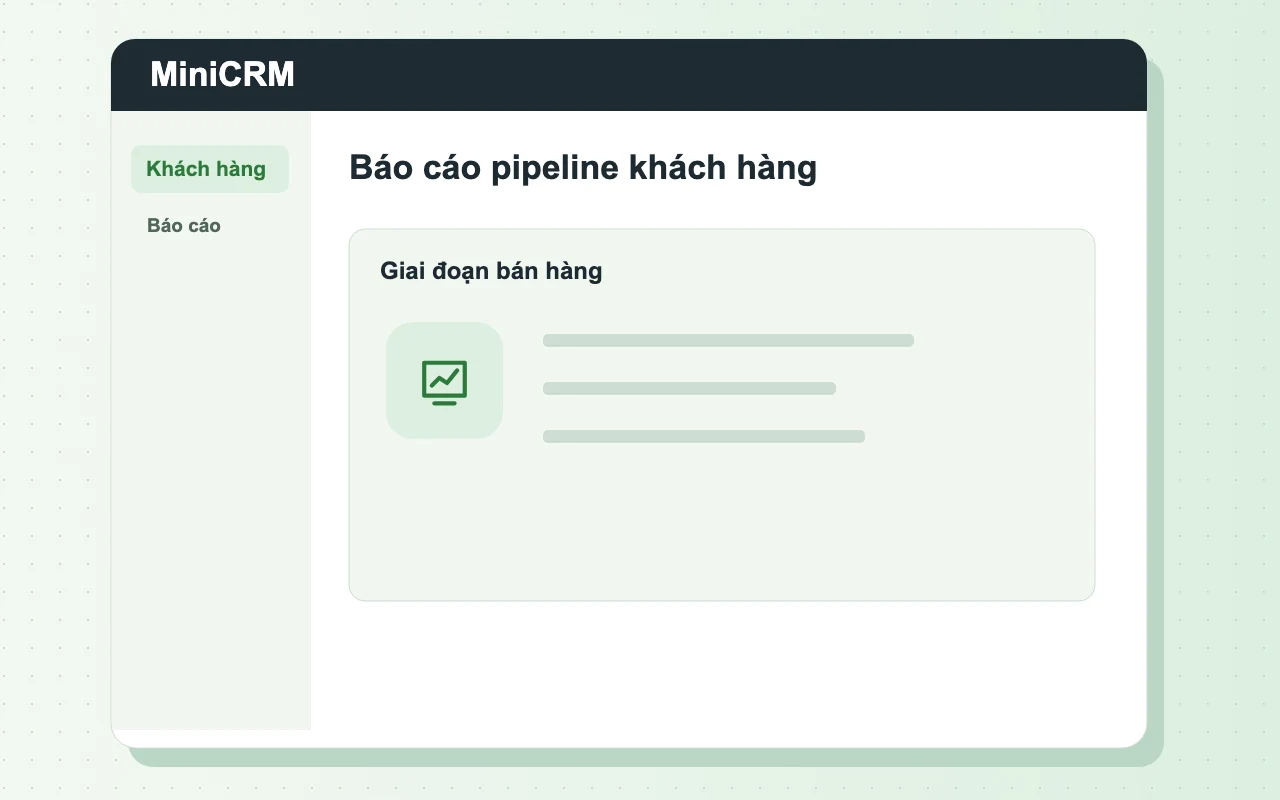 MiniCRM
Khách hàng
Báo cáo
Báo cáo pipeline khách hàng
Giai đoạn bán hàng